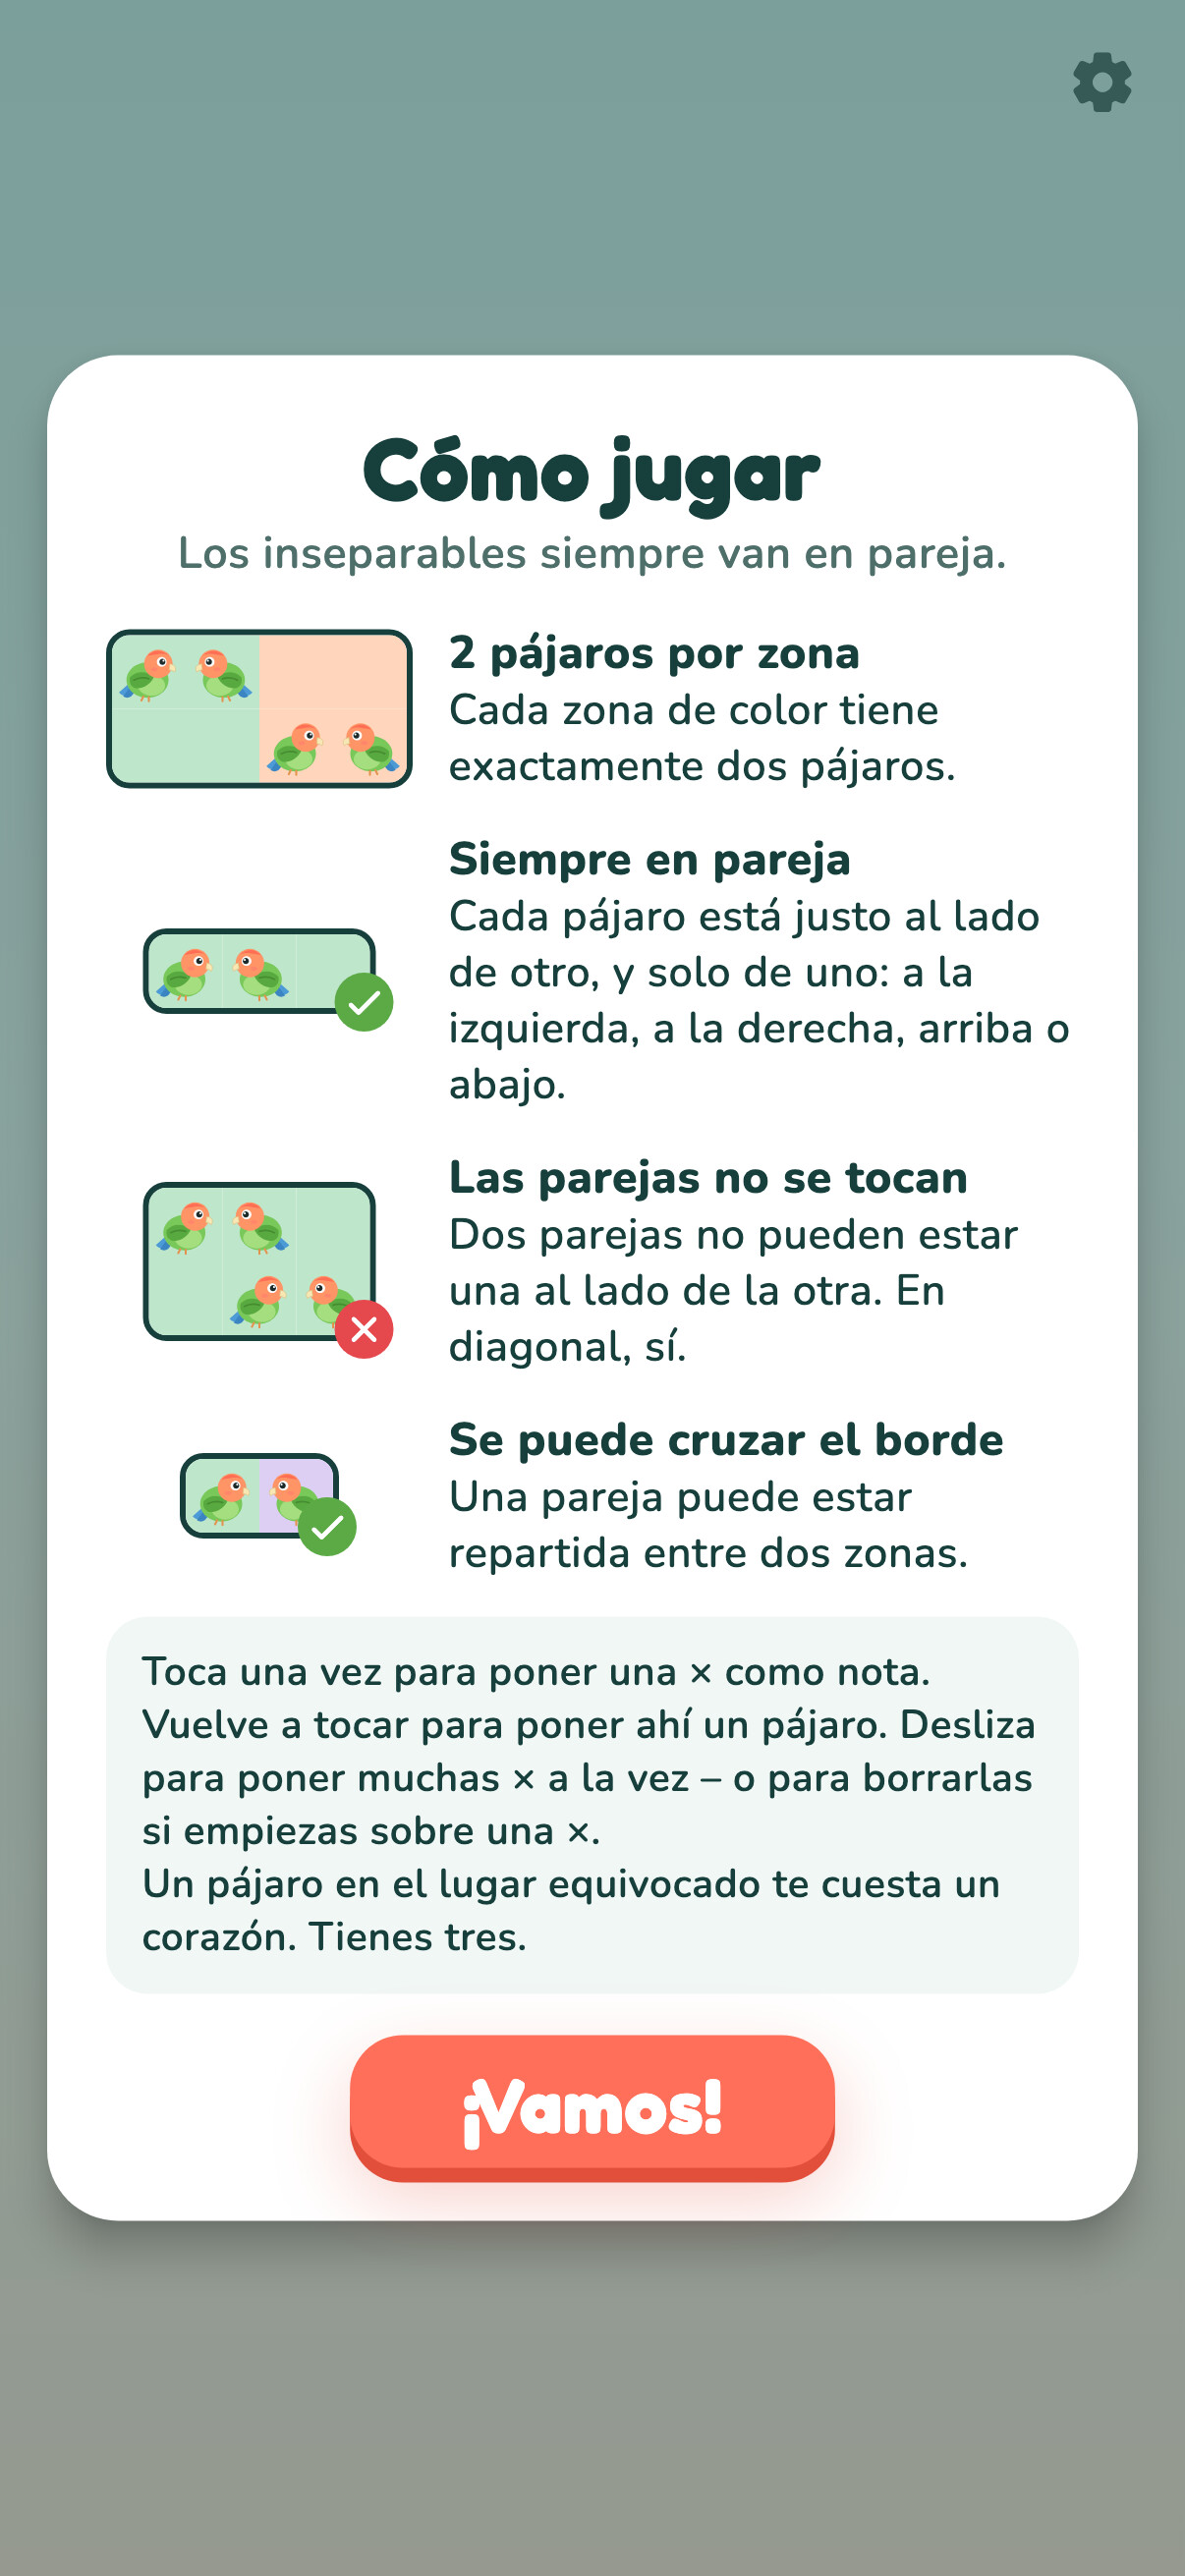 Cómo jugar
Los inseparables siempre van en pareja.
2 pájaros por zona
Cada zona de color tiene
exactamente dos pájaros.
Siempre en pareja
Cada pájaro está justo al lado
de otro, y solo de uno: a la
izquierda, a la derecha, arriba o
abajo.
Las parejas no se tocan
Dos parejas no pueden estar
una al lado de la otra. En
diagonal, sí.
Se puede cruzar el borde
Una pareja puede estar
repartida entre dos zonas.
Toca una vez para poner una × como nota.
Vuelve a tocar para poner ahí un pájaro. Desliza
para poner muchas × a la vez – o para borrarlas
si empiezas sobre una ×.
Un pájaro en el lugar equivocado te cuesta un
corazón. Tienes tres.
¡Vamos!